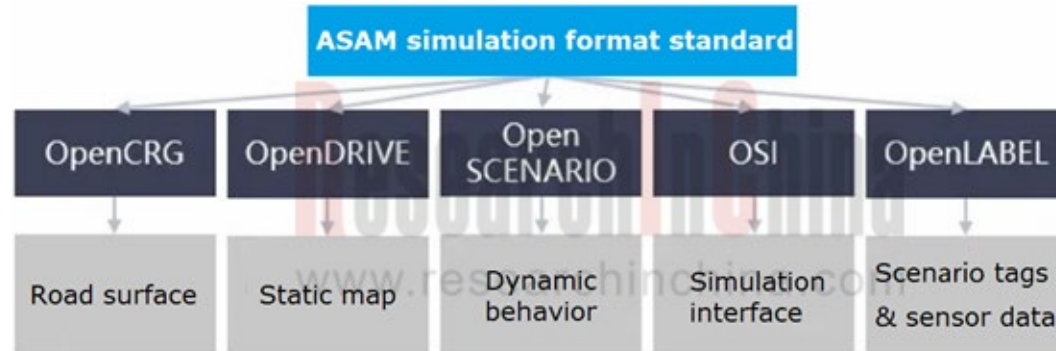 ASAM simulation format standard
OpenCRG
OpenDRIVE
Open
SCENARIO
OSI
OpenLABEL
ResearchInChina
www.researchinchina.com
Road surface
Static map
Dynamic
behavior
Simulation
interface
Scenario tags
& sensor data